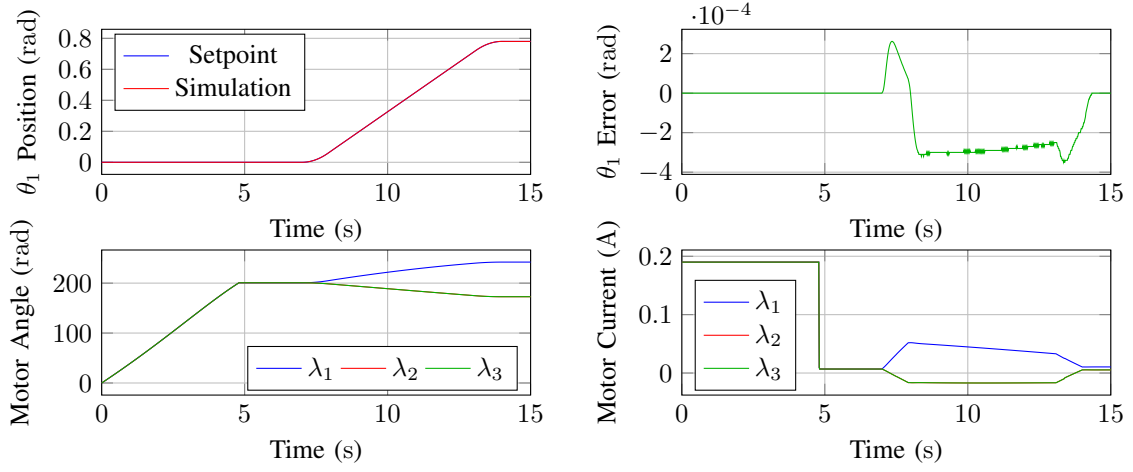 θ₁ Position (rad)
0.8
0.6
0.4
0.2
0
Setpoint
Simulation
0 5 10 15
Time (s)
·10⁻⁴
θ₁ Error (rad)
2
0
−2
−4
0 5 10 15
Time (s)
Motor Angle (rad)
200
100
0
λ₁ λ₂ λ₃
0 5 10 15
Time (s)
Motor Current (A)
0.2
0.1
0
λ₁
λ₂
λ₃
0 5 10 15
Time (s)